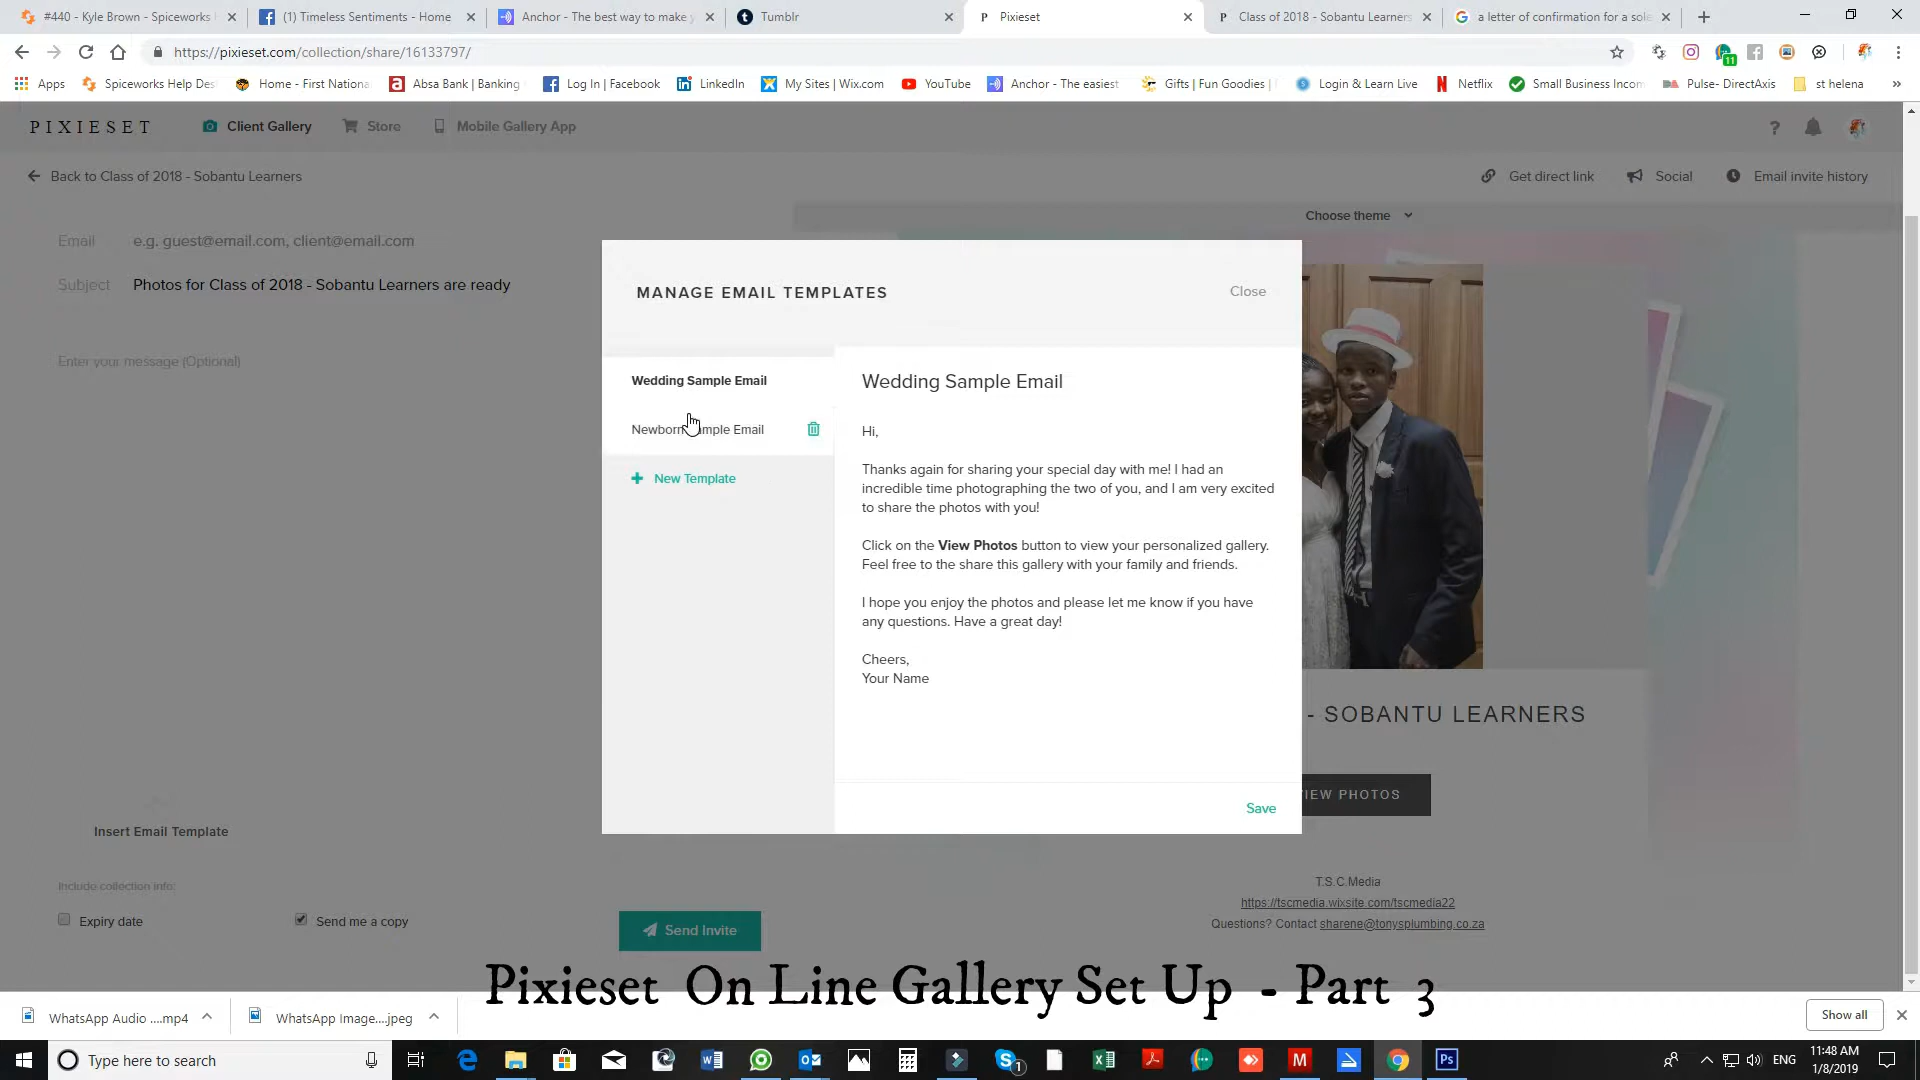 #440 - Kyle Brown - Spiceworks
(1) Timeless Sentiments - Home
Anchor - The best way to make y
Tumblr
P Pixieset
P Class of 2018 - Sobantu Learners
a letter of confirmation for a sole
https://pixieset.com/collection/share/16133797/
11
Apps
Spiceworks Help Des
Home - First Nationa
Absa Bank | Banking
Log In | Facebook
LinkedIn
My Sites | Wix.com
YouTube
Anchor - The easiest
Gifts | Fun Goodies |
Login & Learn Live
Netflix
Small Business Incom
Pulse- DirectAxis
st helena
»
PIXIESET
Client Gallery
Store
Mobile Gallery App
?
Back to Class of 2018 - Sobantu Learners
Get direct link
Social
Email invite history
Choose theme
Email e.g. guest@email.com, client@email.com
Subject Photos for Class of 2018 - Sobantu Learners are ready
Enter your message (Optional)
MANAGE EMAIL TEMPLATES
Close
Wedding Sample Email
Newborn Sample Email
+ New Template
Wedding Sample Email
Hi,
Thanks again for sharing your special day with me! I had an
incredible time photographing the two of you, and I am very excited
to share the photos with you!
Click on the View Photos button to view your personalized gallery.
Feel free to the share this gallery with your family and friends.
I hope you enjoy the photos and please let me know if you have
any questions. Have a great day!
Cheers,
Your Name
Save
- SOBANTU LEARNERS
VIEW PHOTOS
Insert Email Template
Include collection info:
Expiry date
Send me a copy
Send Invite
T.S.C.Media
https://tscmedia.wixsite.com/tscmedia22
Questions? Contact sharene@tonysplumbing.co.za
Pixieset On Line Gallery Set Up - Part 3
WhatsApp Audio ....mp4
WhatsApp Image....jpeg
Show all
Type here to search
1
ENG
11:48 AM
1/8/2019